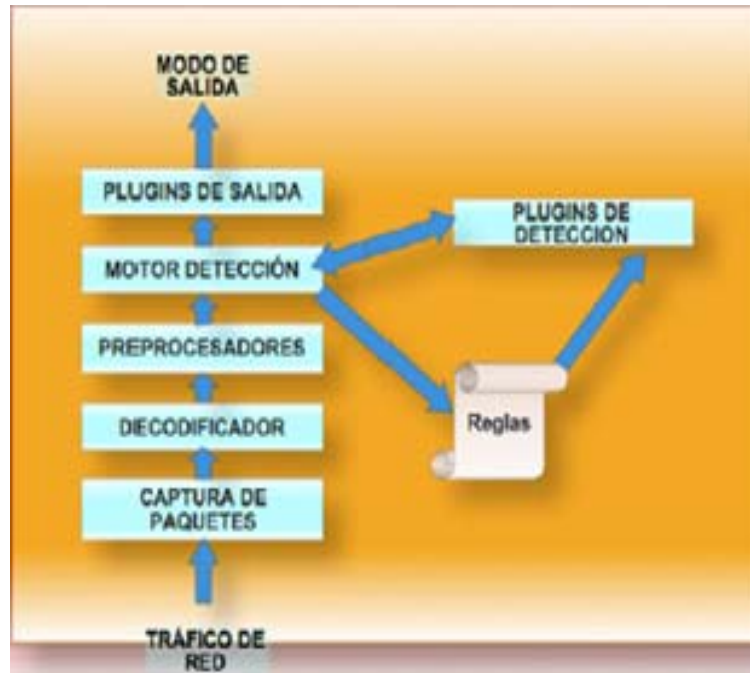 MODO DE
SALIDA
PLUGINS DE SALIDA
PLUGINS DE
DETECCION
MOTOR DETECCIÓN
PREPROCESADORES
Reglas
DIECODIFICADOR
CAPTURA DE
PAQUETES
TRÁFICO DE
RED